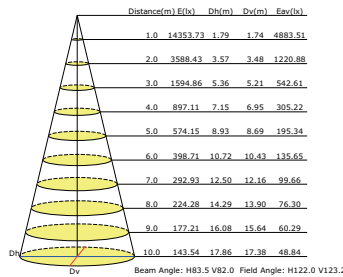 Distance(m) E(lx) Dh(m) Dv(m) Eav(lx)
1.0 14353.73 1.79 1.74 4883.51
2.0 3588.43 3.57 3.48 1220.88
3.0 1594.86 5.36 5.21 542.61
4.0 897.11 7.15 6.95 305.22
5.0 574.15 8.93 8.69 195.34
6.0 398.71 10.72 10.43 135.65
7.0 292.93 12.50 12.16 99.66
8.0 224.28 14.29 13.90 76.30
9.0 177.21 16.08 15.64 60.29
Dh 10.0 143.54 17.86 17.38 48.84
Dv Beam Angle: H83.5 V82.0 Field Angle: H122.0 V123.2